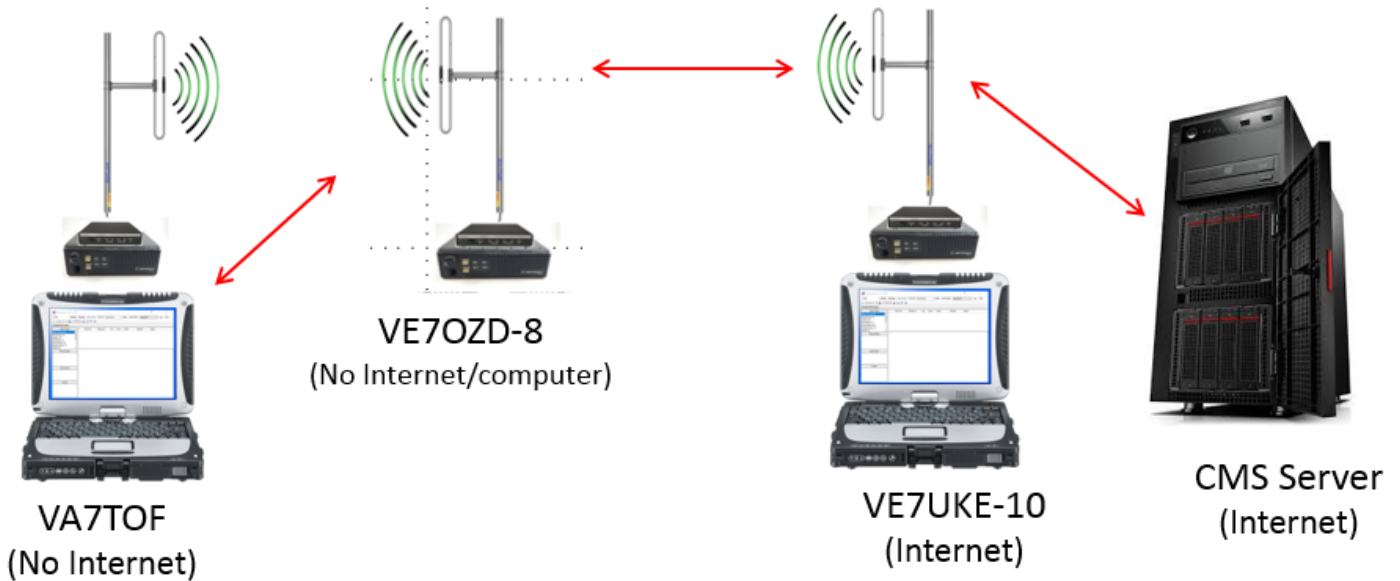 VE7OZD-8
(No Internet/computer)
VA7TOF
(No Internet)
VE7UKE-10
(Internet)
CMS Server
(Internet)